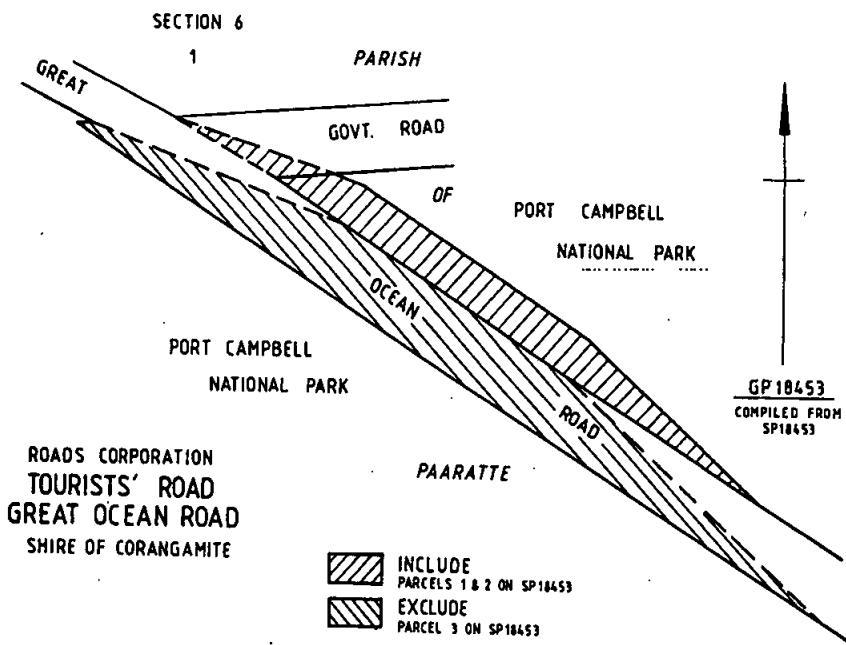 SECTION 6
1
PARISH
GREAT
GOVT. ROAD
OF
PORT CAMPBELL
NATIONAL PARK
OCEAN
PORT CAMPBELL
NATIONAL PARK
GP18453
COMPILED FROM
SP18453
ROAD
PAARATTE
ROADS CORPORATION
TOURISTS' ROAD
GREAT OCEAN ROAD
SHIRE OF CORANGAMITE
INCLUDE
PARCELS 1 & 2 ON SP18453
EXCLUDE
PARCEL 3 ON SP18453